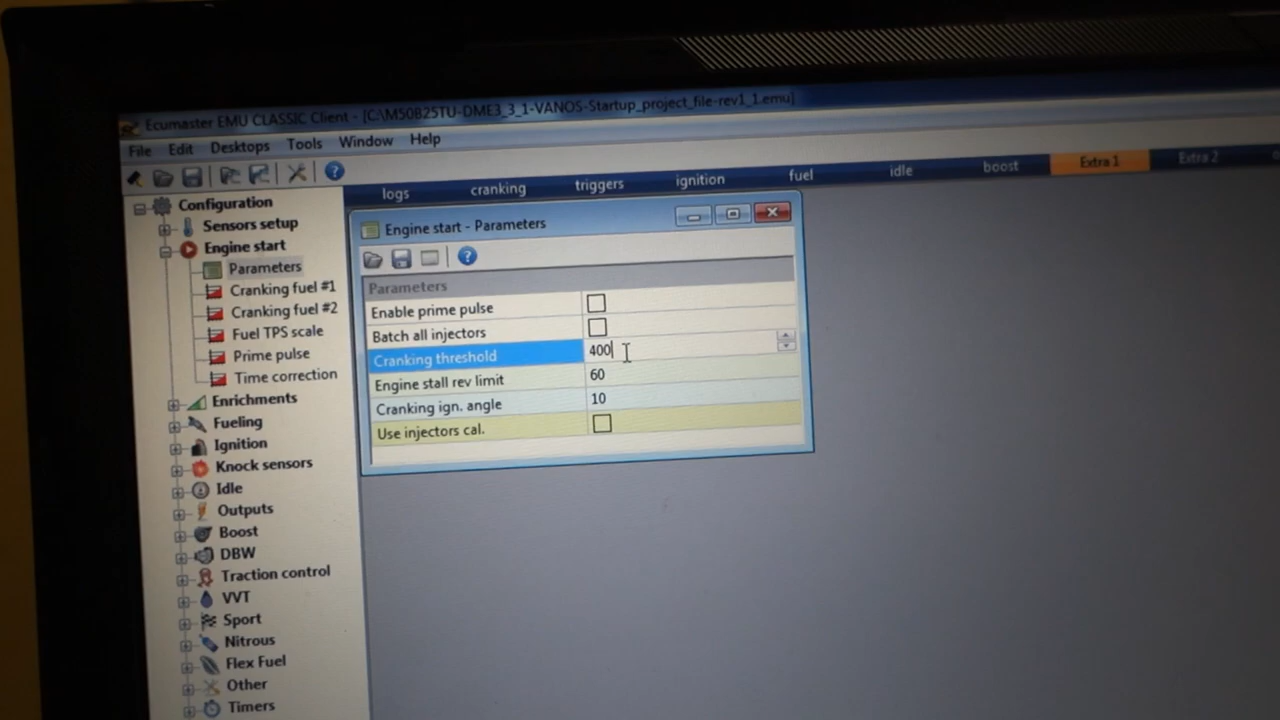 Ecumaster EMU CLASSIC Client - [C:\M50B25TU-DME3_3_1-VANOS-Startup_project_file-rev1_1.emu]
File Edit Desktops Tools Window Help
logs cranking triggers ignition fuel idle boost Extra 1 Extra 2
Configuration
Sensors setup
Engine start
Parameters
Cranking fuel #1
Cranking fuel #2
Fuel TPS scale
Prime pulse
Time correction
Enrichments
Fueling
Ignition
Knock sensors
Idle
Outputs
Boost
DBW
Traction control
VVT
Sport
Nitrous
Flex Fuel
Other
Timers
Engine start - Parameters
Parameters
Enable prime pulse
Batch all injectors
Cranking threshold 400
Engine stall rev limit 60
Cranking ign. angle 10
Use injectors cal.